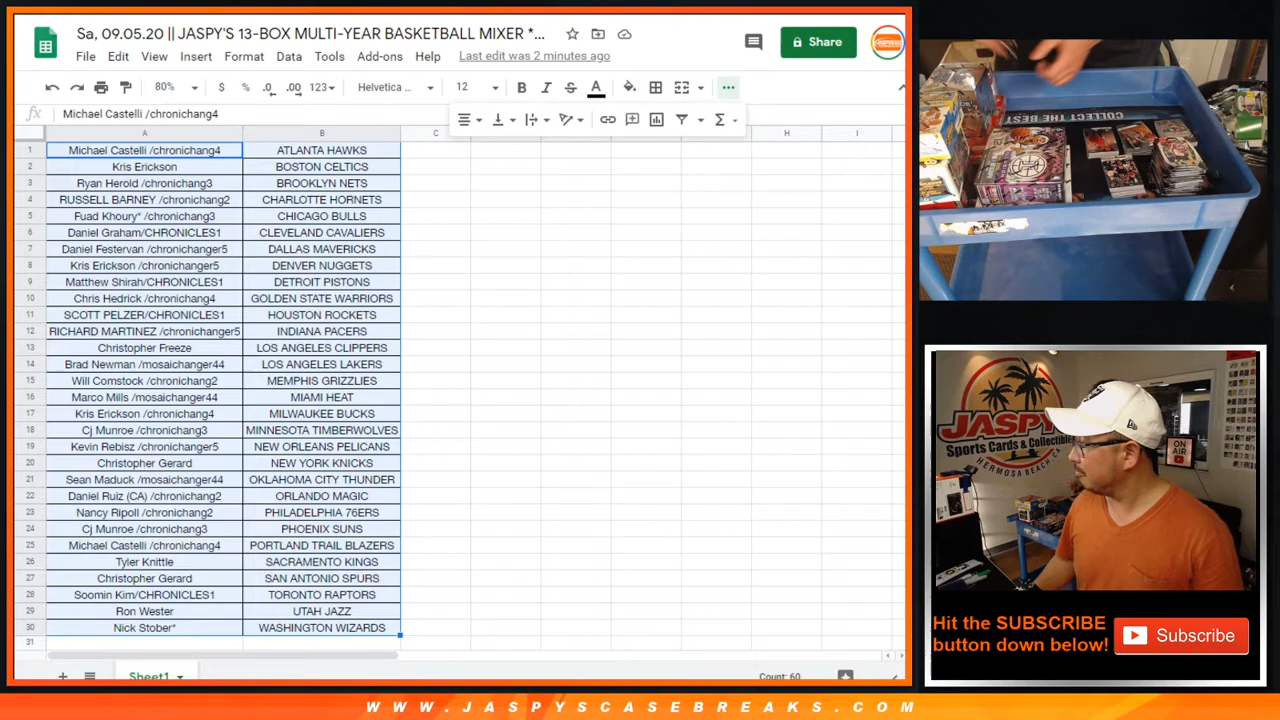 Sa, 09.05.20 || JASPY'S 13-BOX MULTI-YEAR BASKETBALL MIXER *...
File Edit View Insert Format Data Tools Add-ons Help Last edit was 2 minutes ago
Share
80% $ % .0 .00 123 Helvetica ... 12 B I S A
fx Michael Castelli /chronichang4
A B C D E F G H I
1 Michael Castelli /chronichang4 ATLANTA HAWKS
2 Kris Erickson BOSTON CELTICS
3 Ryan Herold /chronichang3 BROOKLYN NETS
4 RUSSELL BARNEY /chronichang2 CHARLOTTE HORNETS
5 Fuad Khoury* /chronichang3 CHICAGO BULLS
6 Daniel Graham/CHRONICLES1 CLEVELAND CAVALIERS
7 Daniel Festervan /chronichanger5 DALLAS MAVERICKS
8 Kris Erickson /chronichanger5 DENVER NUGGETS
9 Matthew Shirah/CHRONICLES1 DETROIT PISTONS
10 Chris Hedrick /chronichang4 GOLDEN STATE WARRIORS
11 SCOTT PELZER/CHRONICLES1 HOUSTON ROCKETS
12 RICHARD MARTINEZ /chronichanger5 INDIANA PACERS
13 Christopher Freeze LOS ANGELES CLIPPERS
14 Brad Newman /mosaichanger44 LOS ANGELES LAKERS
15 Will Comstock /chronichang2 MEMPHIS GRIZZLIES
16 Marco Mills /mosaichanger44 MIAMI HEAT
17 Kris Erickson /chronichang4 MILWAUKEE BUCKS
18 Cj Munroe /chronichang3 MINNESOTA TIMBERWOLVES
19 Kevin Rebisz /chronichanger5 NEW ORLEANS PELICANS
20 Christopher Gerard NEW YORK KNICKS
21 Sean Maduck /mosaichanger44 OKLAHOMA CITY THUNDER
22 Daniel Ruiz (CA) /chronichang2 ORLANDO MAGIC
23 Nancy Ripoll /chronichang2 PHILADELPHIA 76ERS
24 Cj Munroe /chronichang3 PHOENIX SUNS
25 Michael Castelli /chronichang4 PORTLAND TRAIL BLAZERS
26 Tyler Knittle SACRAMENTO KINGS
27 Christopher Gerard SAN ANTONIO SPURS
28 Soomin Kim/CHRONICLES1 TORONTO RAPTORS
29 Ron Wester UTAH JAZZ
30 Nick Stober* WASHINGTON WIZARDS
31
Sheet1 Count: 60
COLLECT THE BEST
JASPY'S
Sports Cards & Collectibles
HERMOSA BEACH, CA
ON AIR
Hit the SUBSCRIBE
button down below!
Subscribe
WWW.JASPYSCASEBREAKS.COM